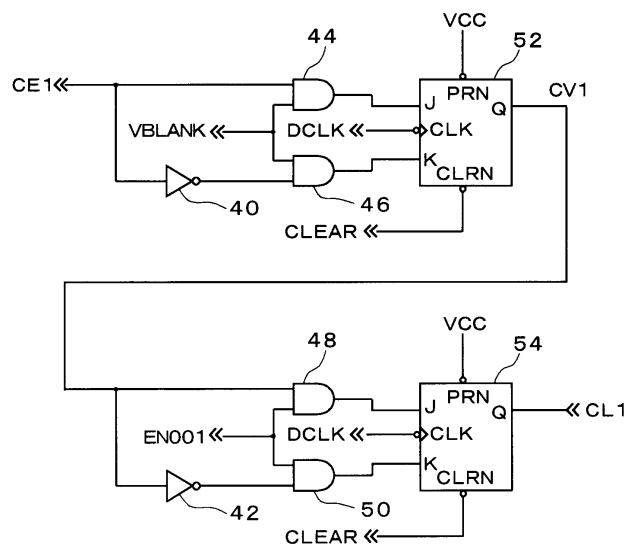 44
VCC
52
CE1
J
PRN
Q
CV1
VBLANK
DCLK
CLK
K
CLRN
40
46
CLEAR
48
VCC
54
J
PRN
Q
CL1
EN001
DCLK
CLK
K
CLRN
42
50
CLEAR